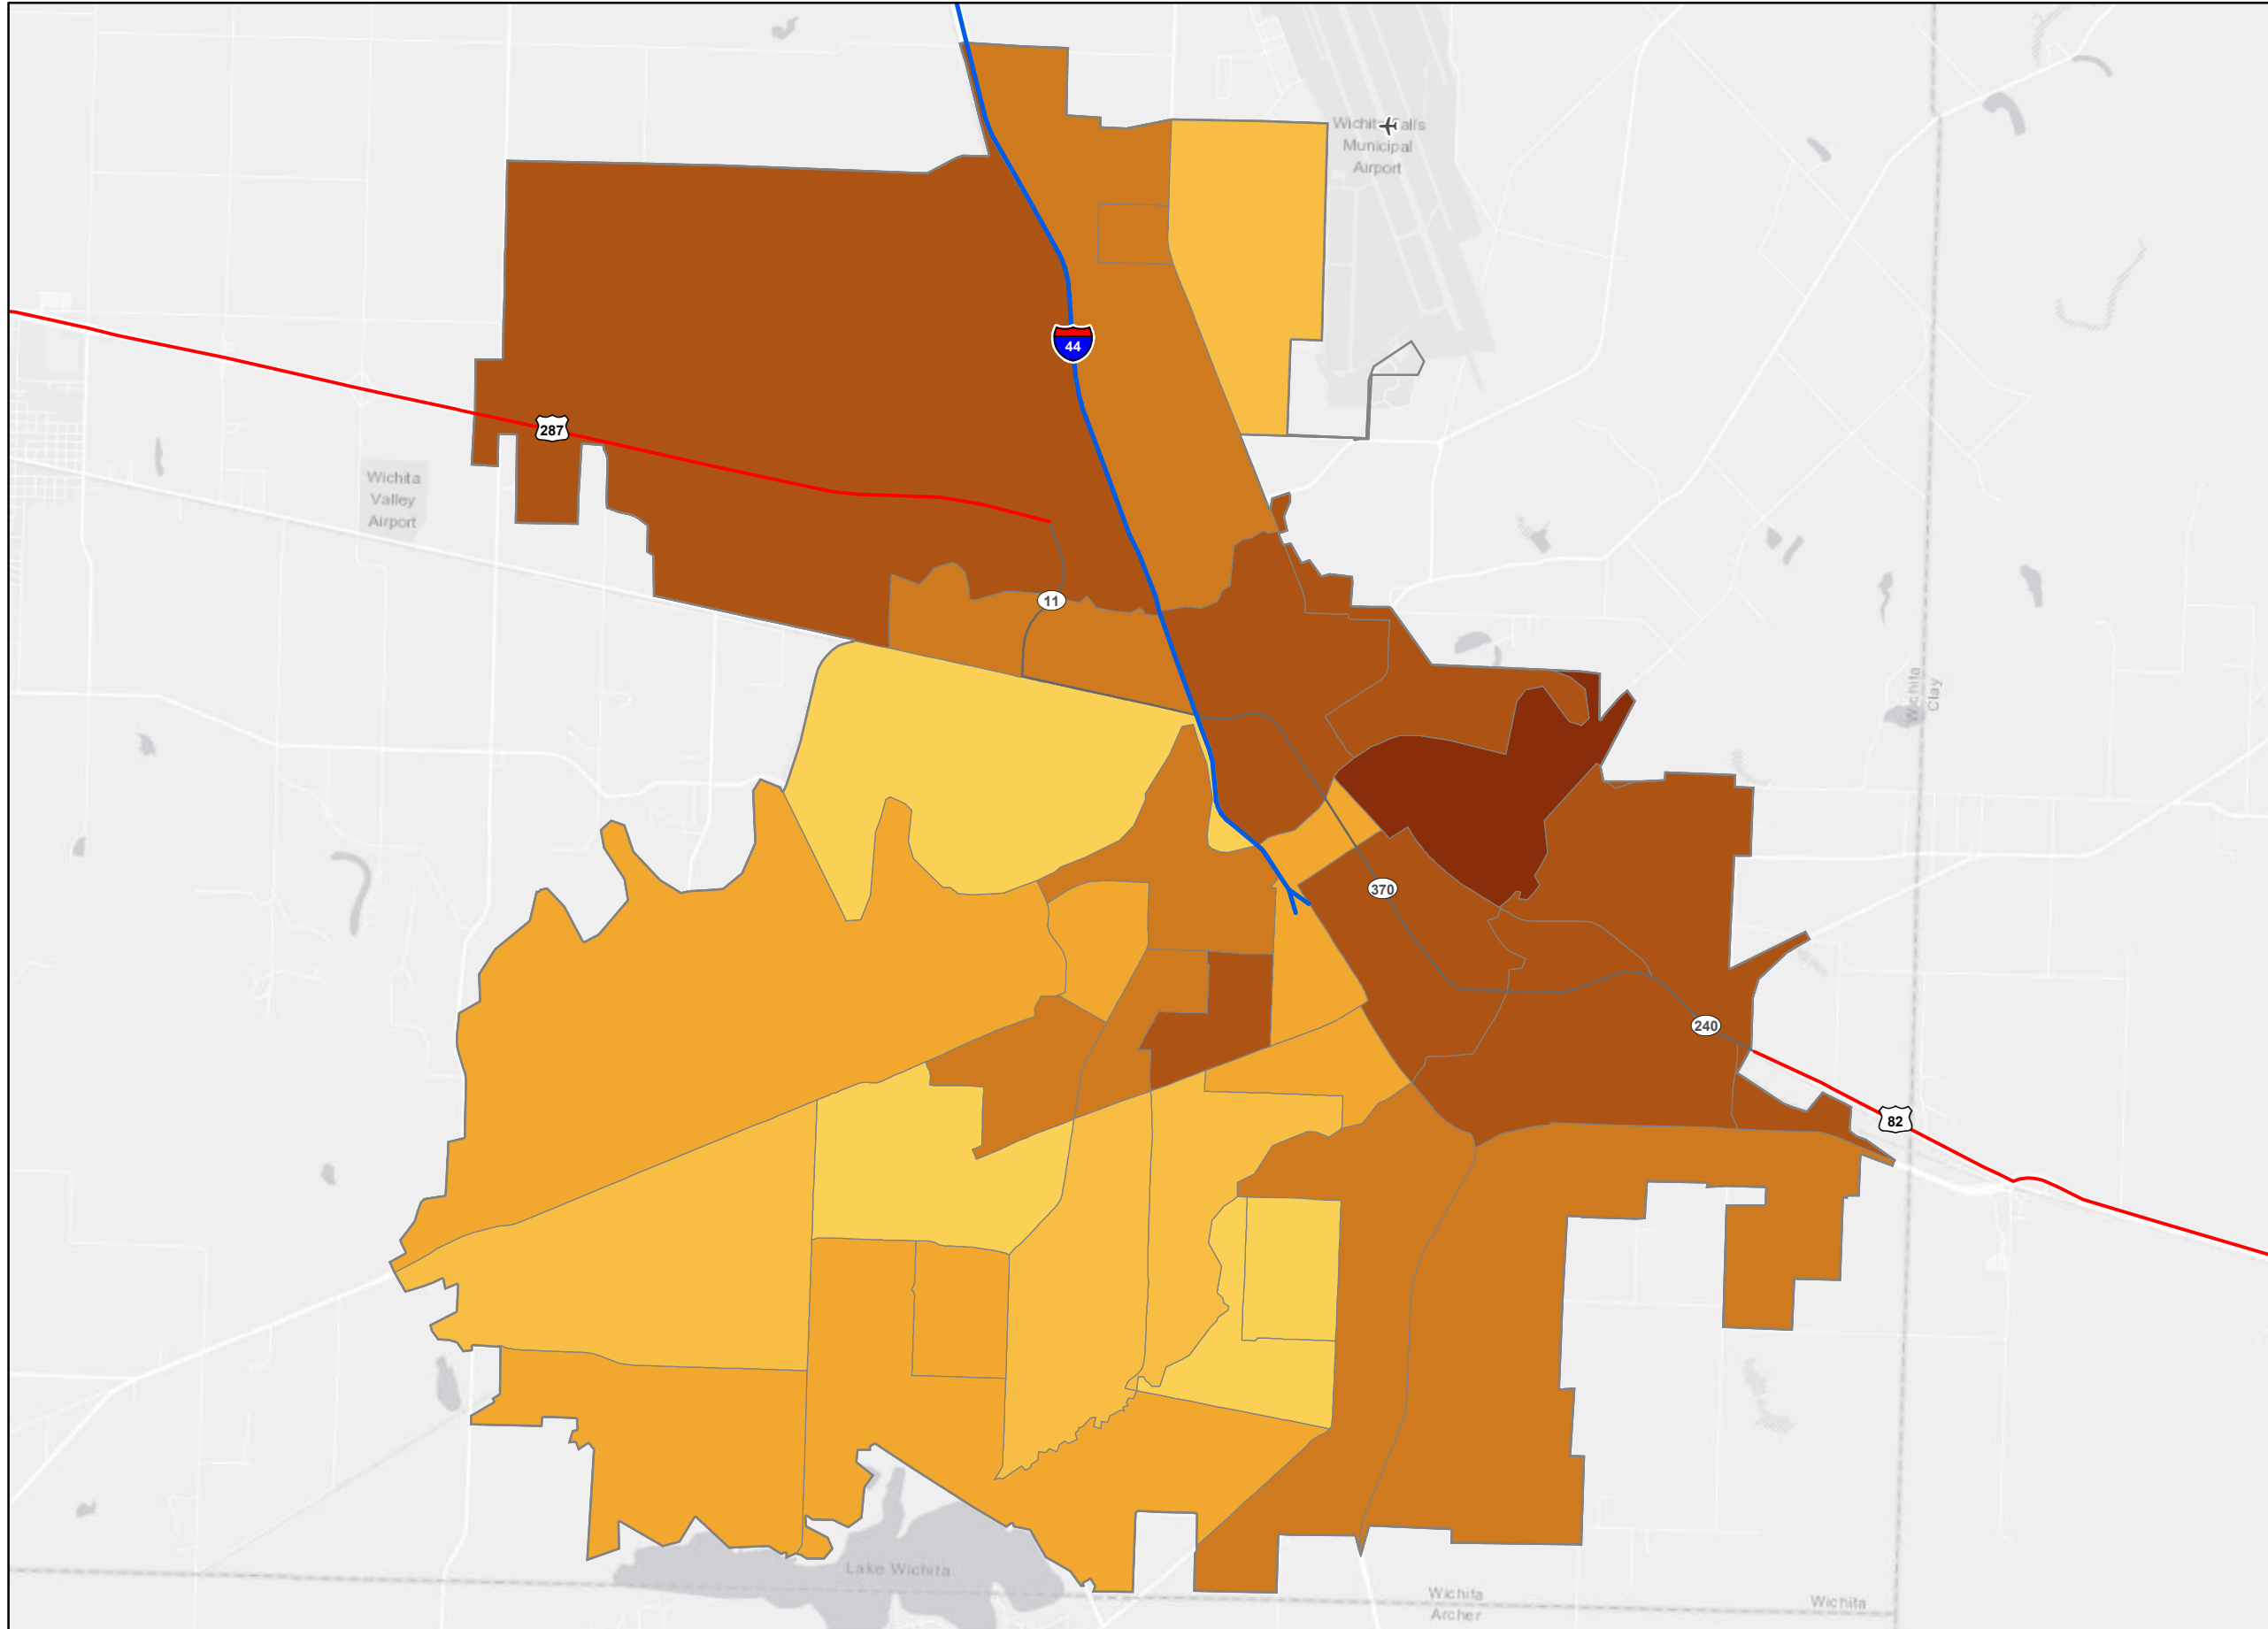 Wichita Falls
Municipal
Airport
44
287
Wichita
Valley
Airport
11
Wichita
Clay
370
240
82
Lake Wichita
Wichita
Archer
Wichita